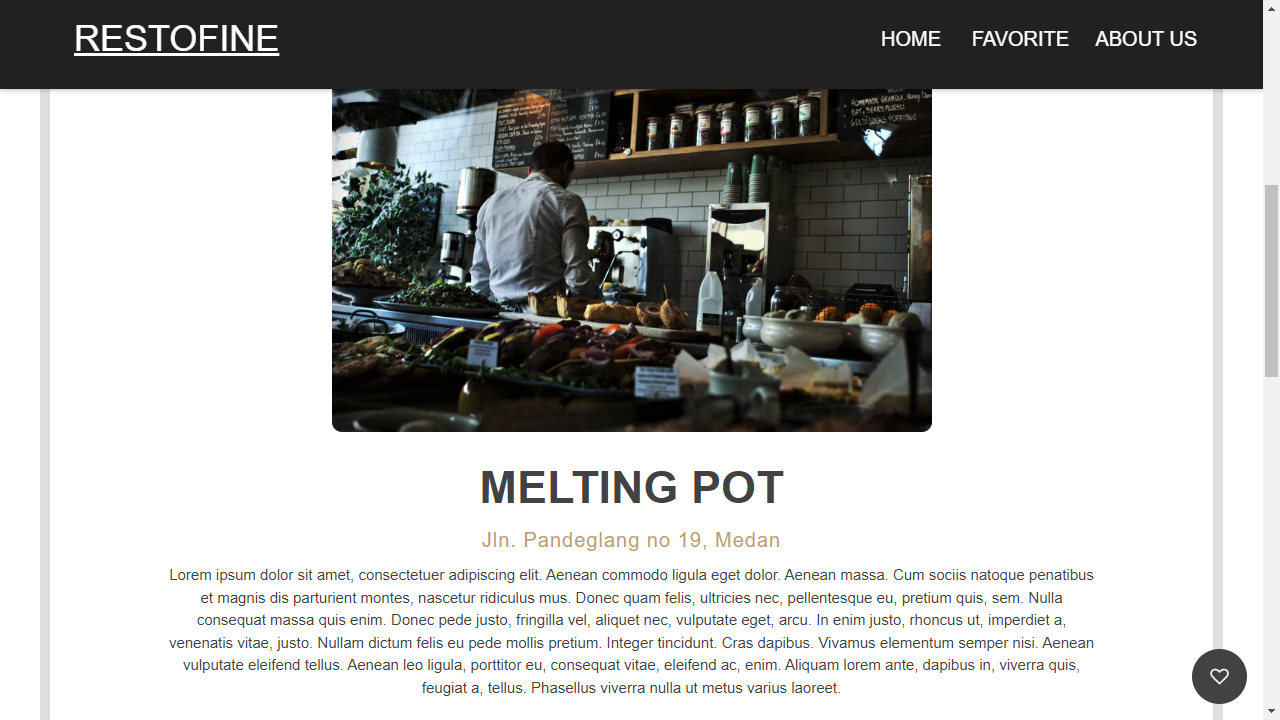 RESTOFINE
HOME FAVORITE ABOUT US
MELTING POT
Jln. Pandeglang no 19, Medan
Lorem ipsum dolor sit amet, consectetuer adipiscing elit. Aenean commodo ligula eget dolor. Aenean massa. Cum sociis natoque penatibus
et magnis dis parturient montes, nascetur ridiculus mus. Donec quam felis, ultricies nec, pellentesque eu, pretium quis, sem. Nulla
consequat massa quis enim. Donec pede justo, fringilla vel, aliquet nec, vulputate eget, arcu. In enim justo, rhoncus ut, imperdiet a,
venenatis vitae, justo. Nullam dictum felis eu pede mollis pretium. Integer tincidunt. Cras dapibus. Vivamus elementum semper nisi. Aenean
vulputate eleifend tellus. Aenean leo ligula, porttitor eu, consequat vitae, eleifend ac, enim. Aliquam lorem ante, dapibus in, viverra quis,
feugiat a, tellus. Phasellus viverra nulla ut metus varius laoreet.